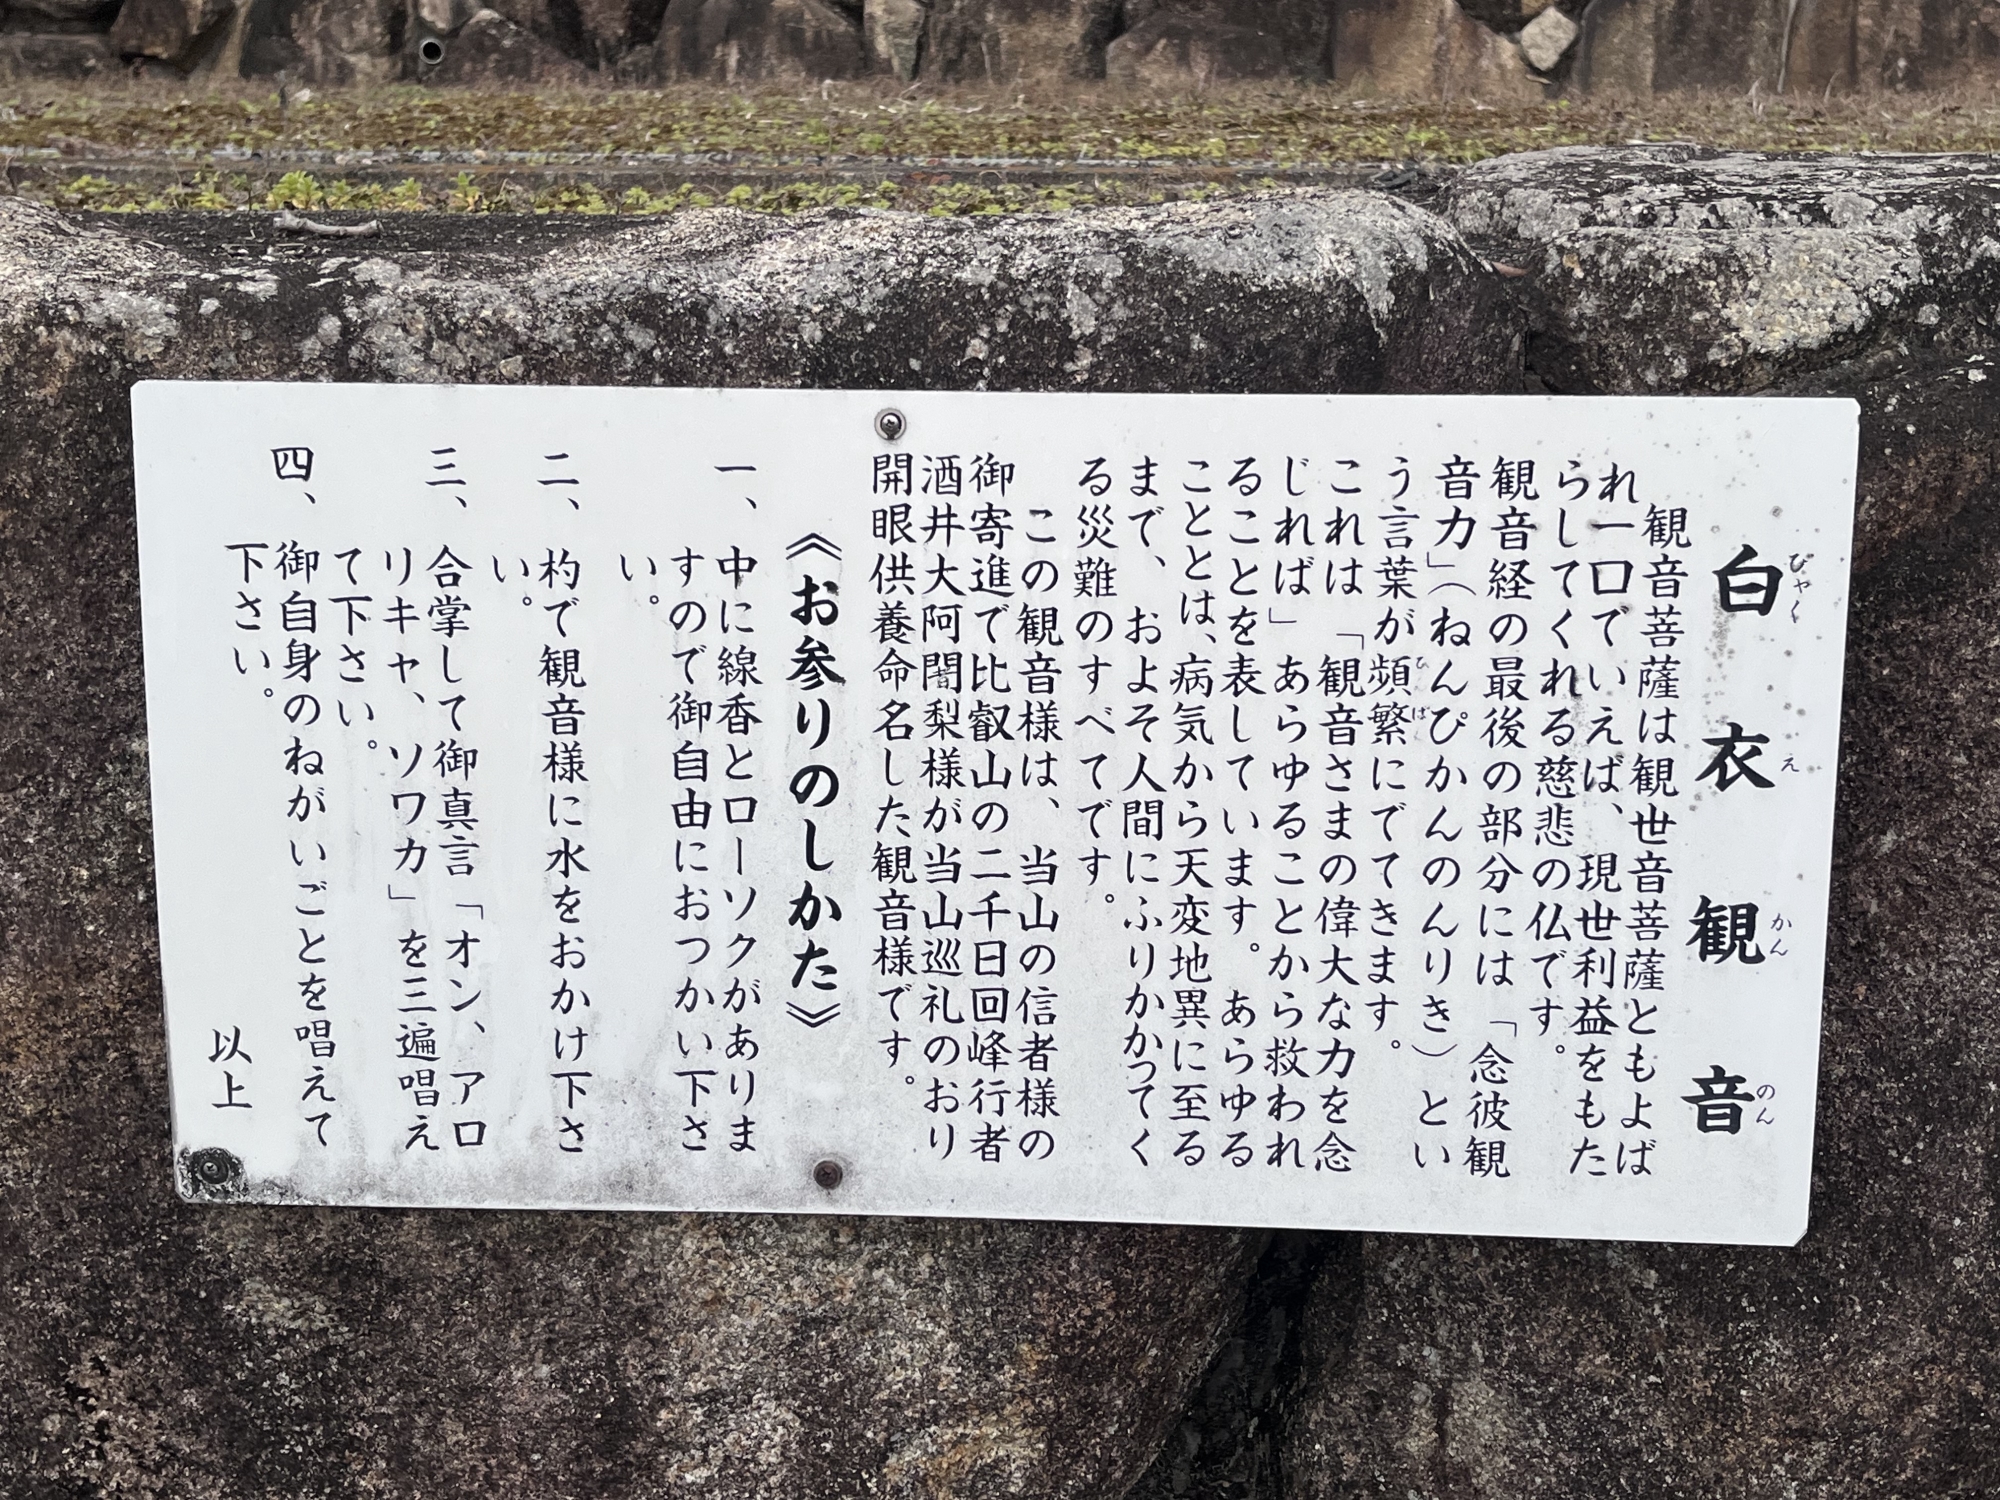 白衣観音
びゃくえかんのん
観音菩薩は観世音菩薩ともよば
れ一口でいえば、現世利益をもた
らしてくれる慈悲の仏です。
観音経の最後の部分には「念彼観
音力」（ねんぴかんのんりき）とい
う言葉が頻繁にでてきます。
ひぱ
これは「観音さまの偉大な力を念
じれば」あらゆることから救われ
ることを表しています。あらゆる
こととは、病気から天変地異に至る
まで、およそ人間にふりかかってく
る災難のすべてです。
この観音様は、当山の信者様の
御寄進で比叡山の二千日回峰行者
酒井大阿闍梨様が当山巡礼のおり
開眼供養命名した観音様です。
《お参りのしかた》
一、中に線香とローソクがありま
すので御自由におつかい下さ
い。
二、杓で観音様に水をおかけ下さ
い。
三、合掌して御真言「オン、アロ
リキャ、ソワカ」を三遍唱え
て下さい。
四、御自身のねがいごとを唱えて
下さい。
以上